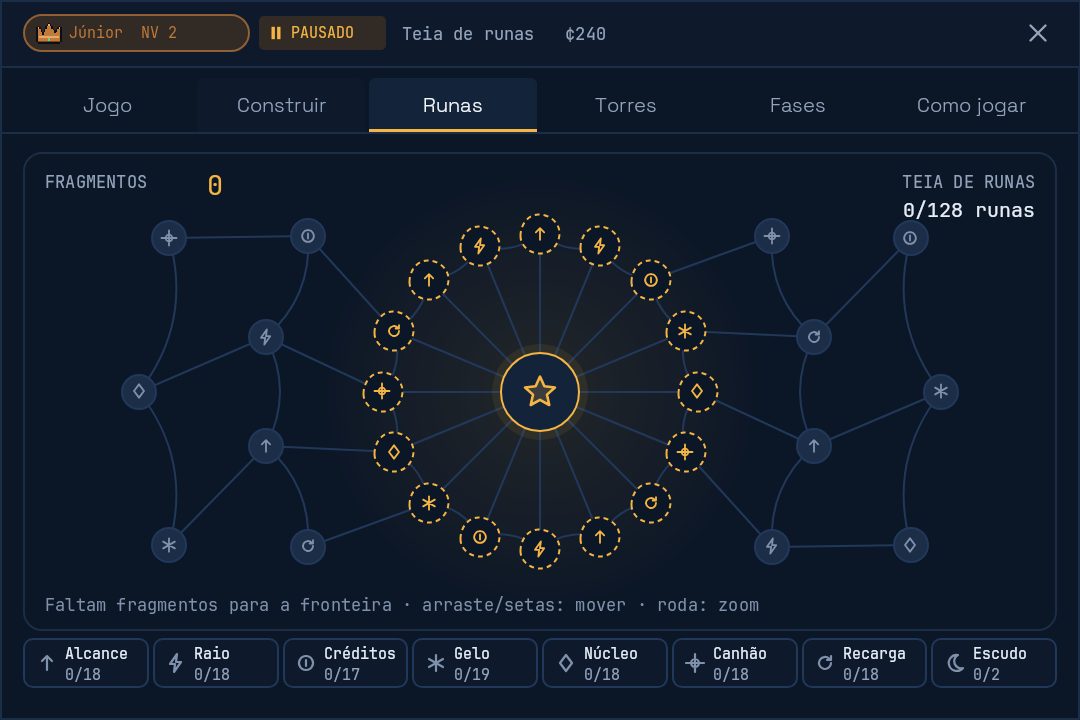 Júnior NV 2
PAUSADO
Teia de runas ₵240
Jogo Construir Runas Torres Fases Como jogar
FRAGMENTOS 0
TEIA DE RUNAS
0/128 runas
Faltam fragmentos para a fronteira · arraste/setas: mover · roda: zoom
Alcance
0/18
Raio
0/18
Créditos
0/17
Gelo
0/19
Núcleo
0/18
Canhão
0/18
Recarga
0/18
Escudo
0/2